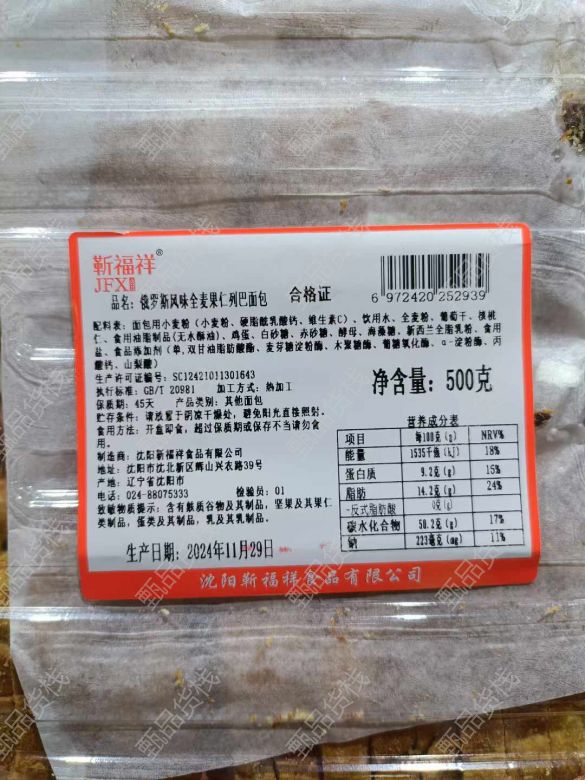 靳福祥®
JFX
品名：俄罗斯风味全麦果仁列巴面包 合格证
6 972420 252939
配料表：面包用小麦粉（小麦粉、硬脂酰乳酸钙、维生素C）、饮用水、全麦粉、葡萄干、核桃
仁、食用油脂制品（无水酥油）、鸡蛋、白砂糖、赤砂糖、酵母、海藻糖、新西兰全脂乳粉、食用
盐、食品添加剂（单,双甘油脂肪酸酯、麦芽糖淀粉酶、木聚糖酶、葡糖氧化酶、α-淀粉酶、丙
酸钙、山梨酸）
生产许可证编号：SC12421011301643
执行标准：GB/T 20981 加工方式：热加工
保质期：45天 产品类别：其他面包
贮存条件：请放置于阴凉干燥处，避免阳光直接照射。
食用方法：开盒即食，超过保质期或保存不当请勿食
用。
净含量：500克
制造商：沈阳靳福祥食品有限公司
地址：沈阳市沈北新区辉山兴农路39号
产地：辽宁省沈阳市
电话：024-88075333 检验员：01
致敏物质提示：含有麸质谷物及其制品，坚果及其果仁
类制品，蛋类及其制品，乳及其乳制品。
营养成分表
项目 每100克(g) NRV%
能量 1535千焦(kj) 18%
蛋白质 9.2克(g) 15%
脂肪 14.2克(g) 24%
-反式脂肪酸 0克(g)
碳水化合物 50.2克(g) 17%
钠 223毫克(mg) 11%
生产日期：2024年11月29日
沈阳靳福祥食品有限公司
甄品货栈